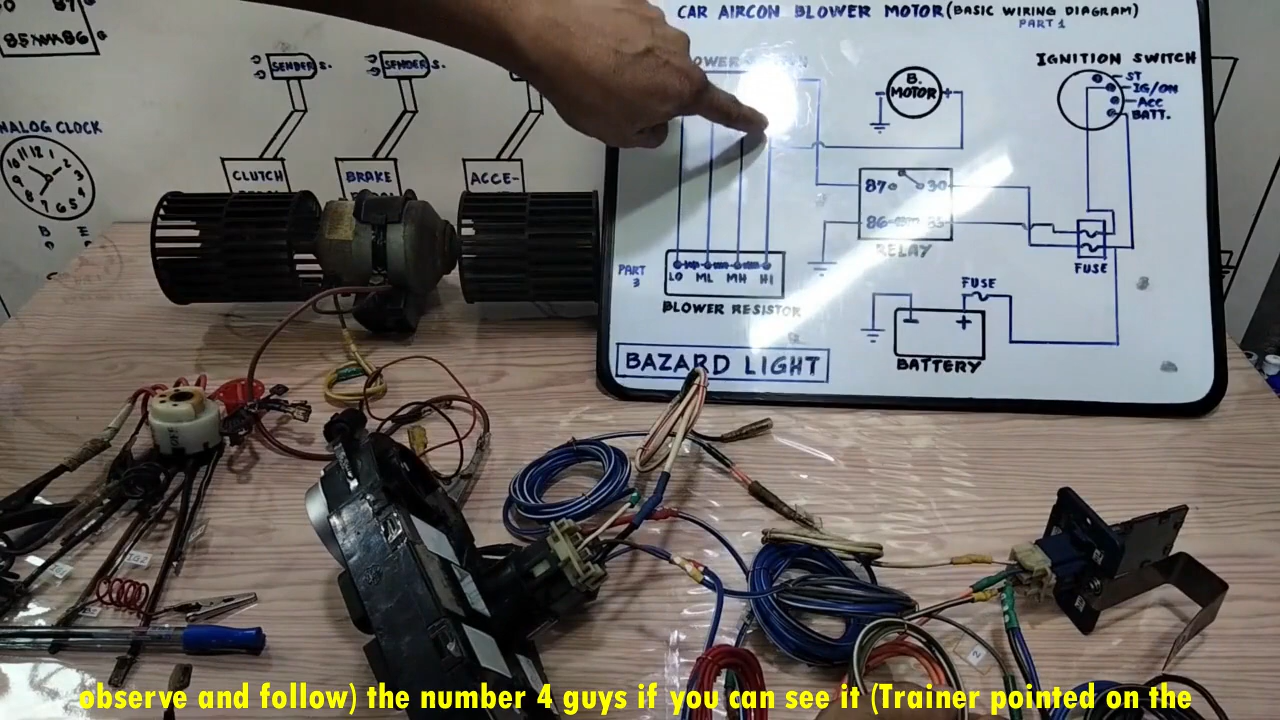 87
85 86
SENDER S.
SENDER S.
ANALOG CLOCK
CLUTCH
BRAKE
ACCE-
CAR AIRCON BLOWER MOTOR (BASIC WIRING DIAGRAM)
PART 1
IGNITION SWITCH
ST
IG/ON
ACC
BATT.
B.
MOTOR
- +
87 30
86 85
RELAY
FUSE
PART
3
LO ML MH HI
BLOWER RESISTOR
FUSE
- +
BATTERY
BAZARD LIGHT
2
observe and follow) the number 4 guys if you can see it (Trainer pointed on the